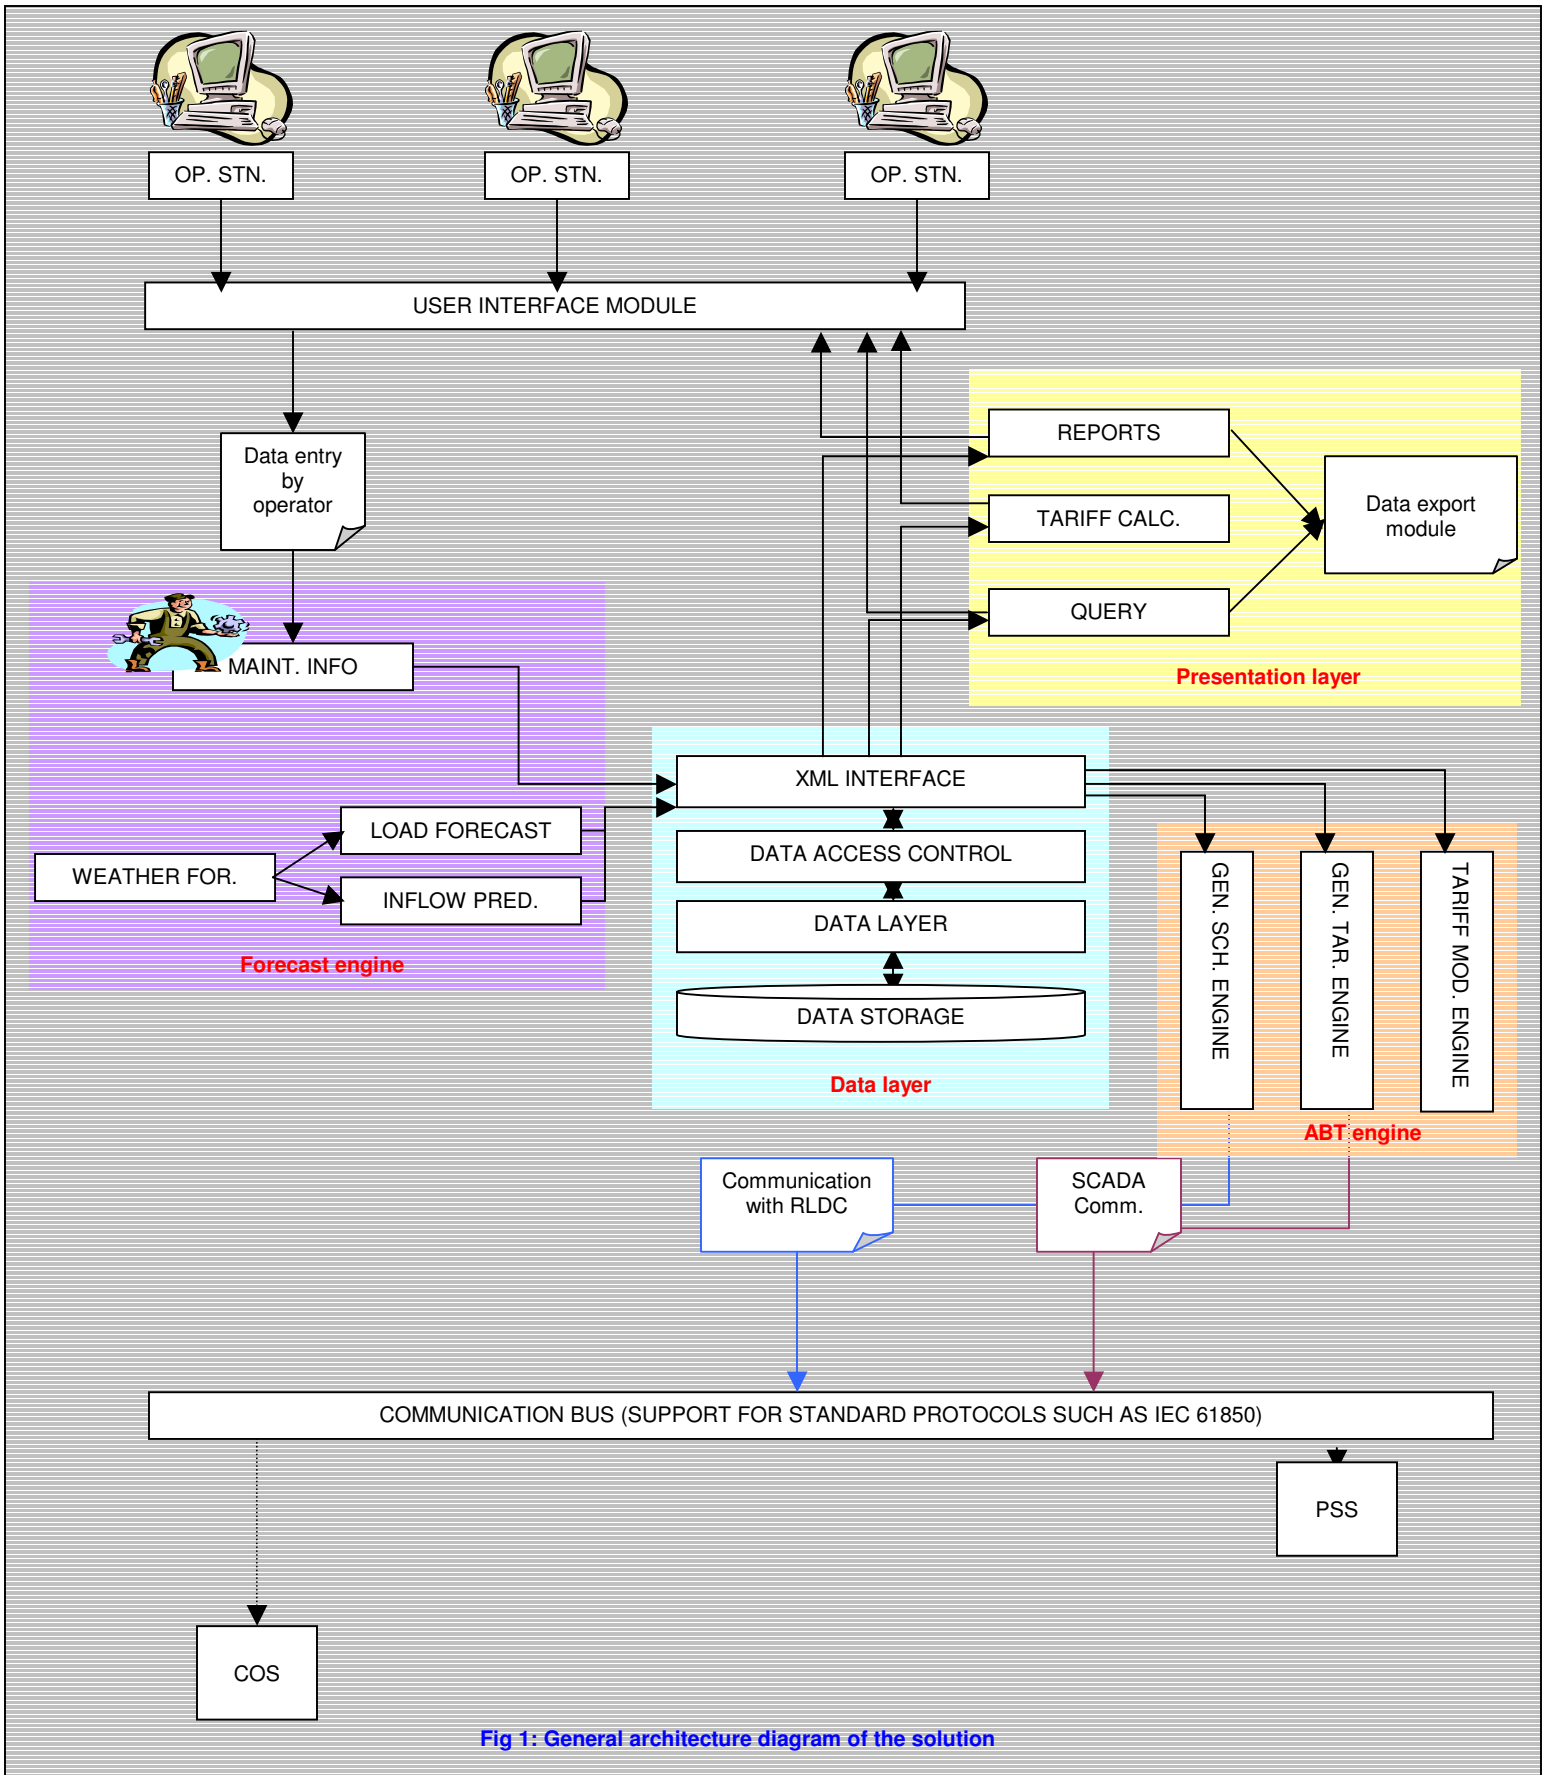 OP. STN.
OP. STN.
OP. STN.
USER INTERFACE MODULE
Data entry
by
operator
REPORTS
TARIFF CALC.
QUERY
Data export
module
Presentation layer
MAINT. INFO
LOAD FORECAST
WEATHER FOR.
INFLOW PRED.
Forecast engine
XML INTERFACE
DATA ACCESS CONTROL
DATA LAYER
DATA STORAGE
Data layer
GEN. SCH. ENGINE
GEN. TAR. ENGINE
TARIFF MOD. ENGINE
ABT engine
Communication
with RLDC
SCADA
Comm.
COMMUNICATION BUS (SUPPORT FOR STANDARD PROTOCOLS SUCH AS IEC 61850)
PSS
COS
Fig 1: General architecture diagram of the solution